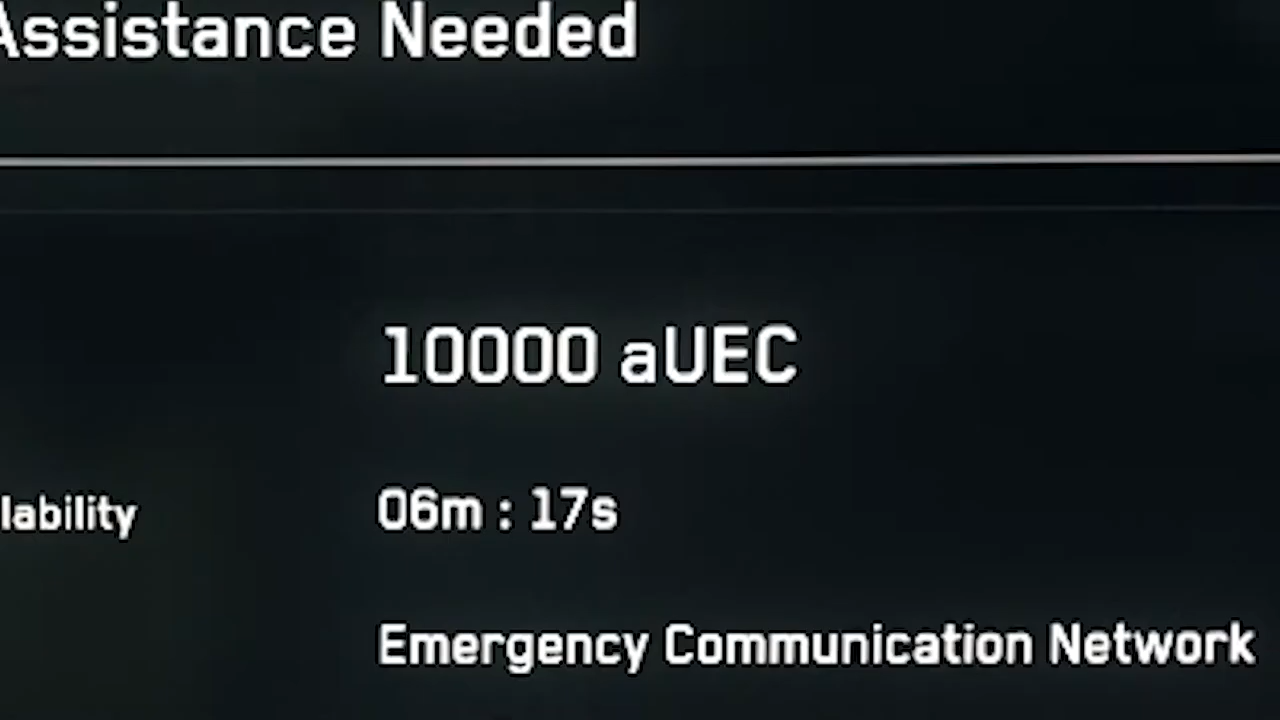 Assistance Needed
10000 aUEC
lability 06m : 17s
Emergency Communication Network